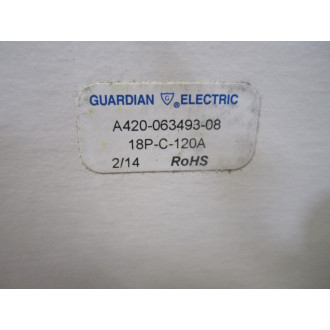 GUARDIAN G® ELECTRIC
A420-063493-08
18P-C-120A
2/14 RoHS